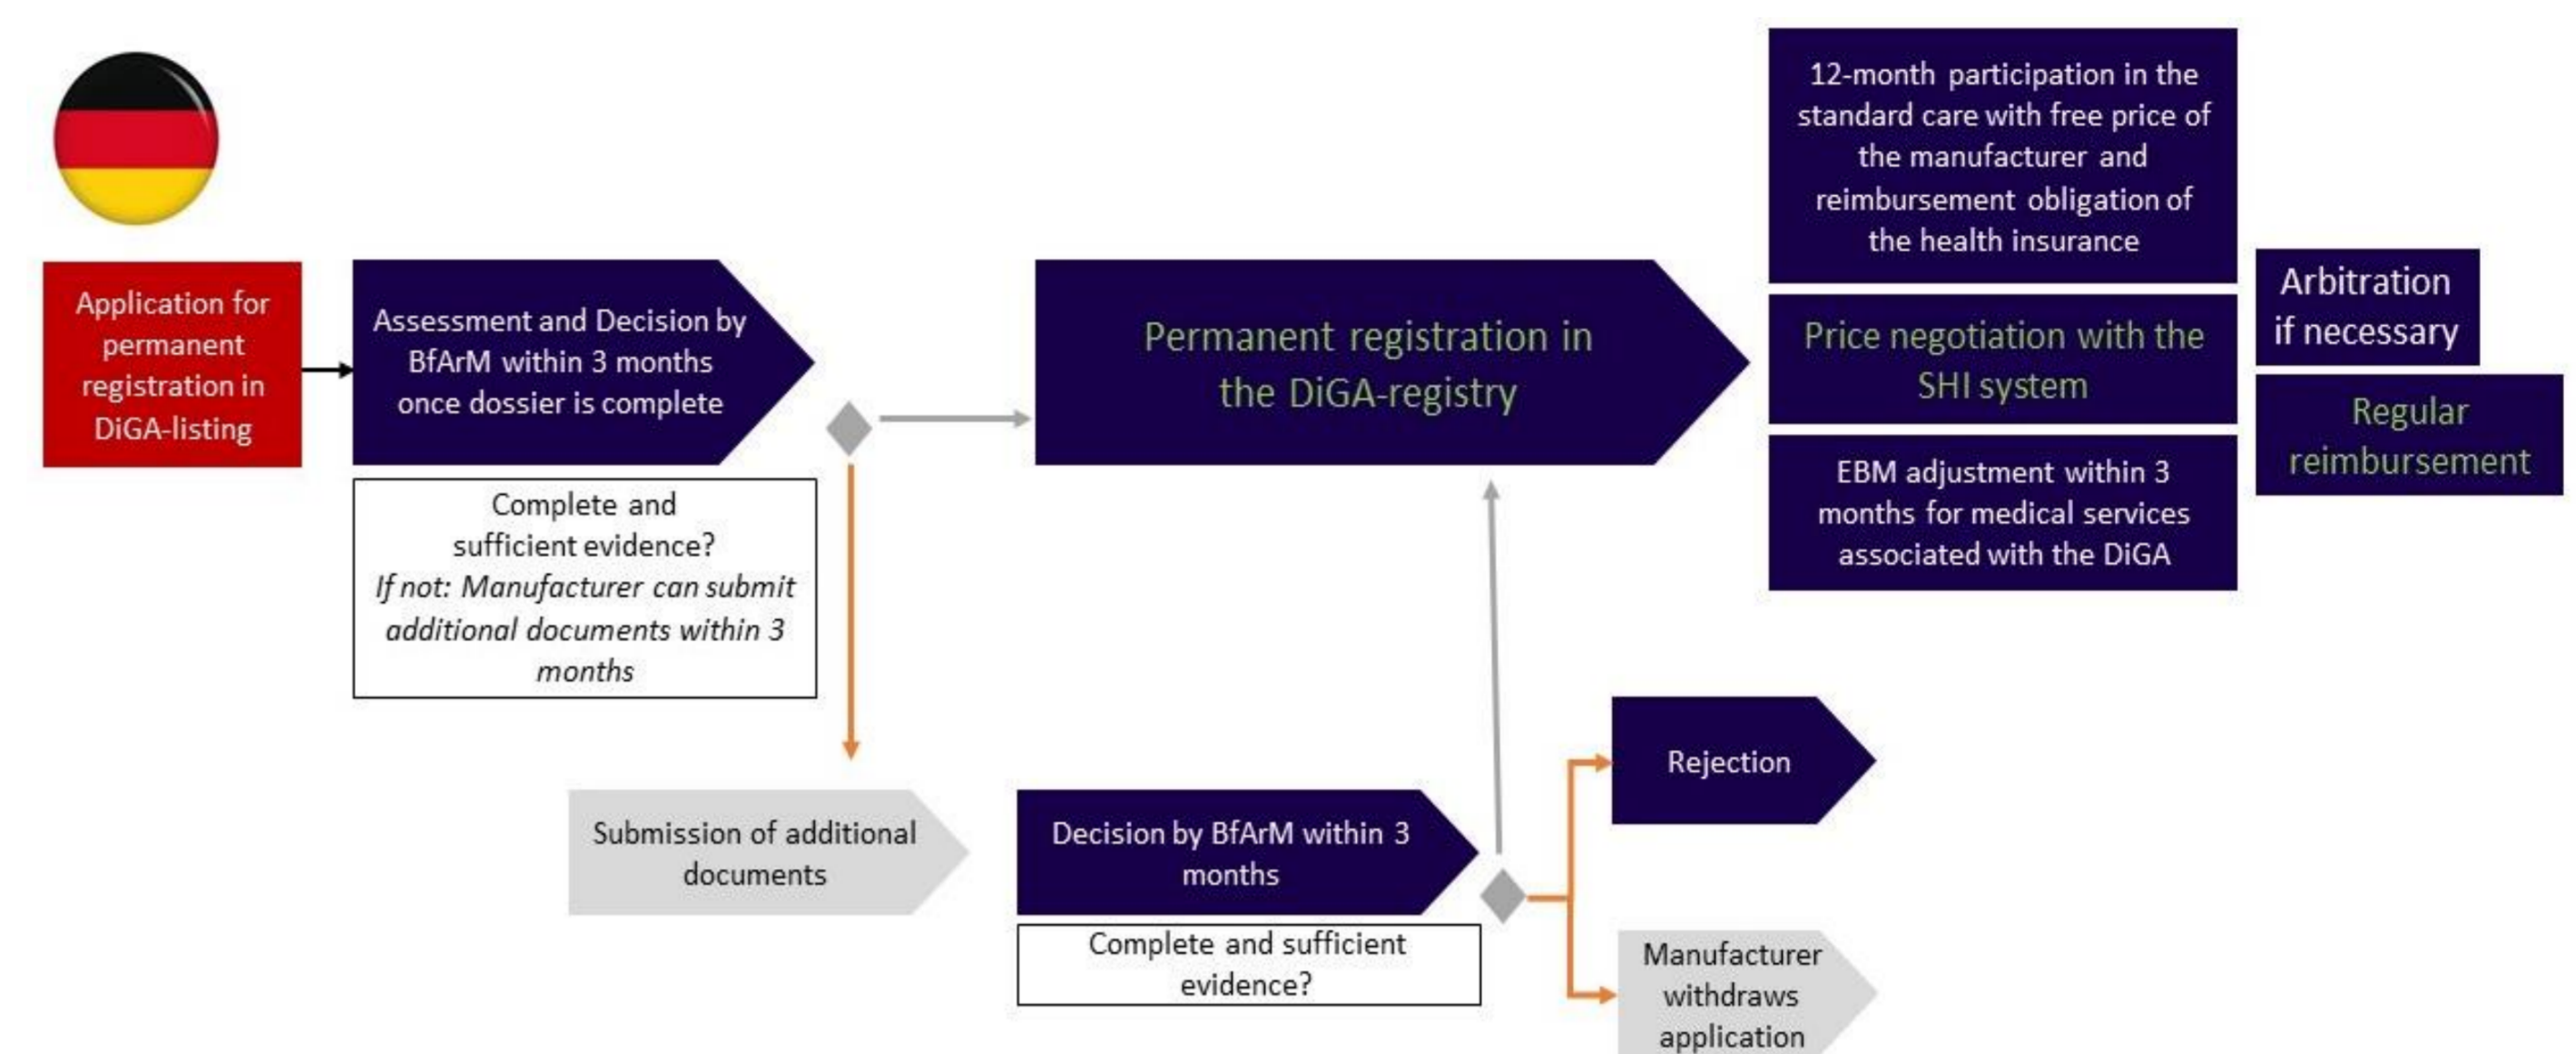 Application for
permanent
registration in
DiGA-listing
Assessment and Decision by
BfArM within 3 months
once dossier is complete
Complete and
sufficient evidence?
If not: Manufacturer can submit
additional documents within 3
months
Permanent registration in
the DiGA-registry
12-month participation in the
standard care with free price of
the manufacturer and
reimbursement obligation of
the health insurance
Price negotiation with the
SHI system
EBM adjustment within 3
months for medical services
associated with the DiGA
Arbitration
if necessary
Regular
reimbursement
Submission of additional
documents
Decision by BfArM within 3
months
Complete and sufficient
evidence?
Rejection
Manufacturer
withdraws
application